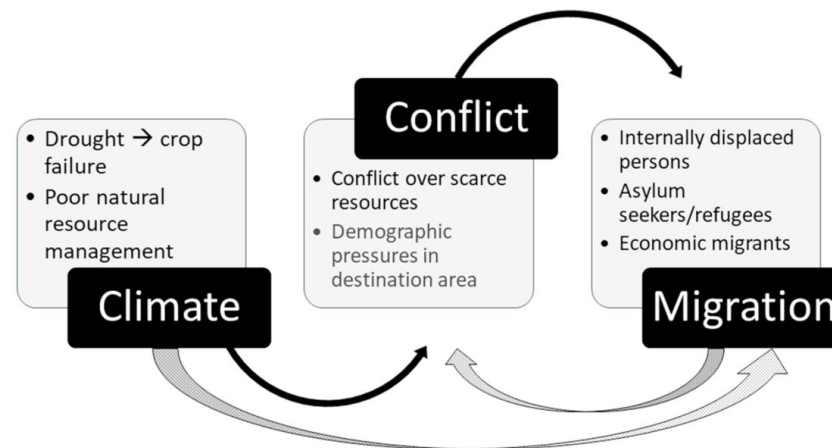 • Drought → crop
failure
• Poor natural
resource
management
Climate
Conflict
• Conflict over scarce
resources
• Demographic
pressures in
destination area
• Internally displaced
persons
• Asylum
seekers/refugees
• Economic migrants
Migration